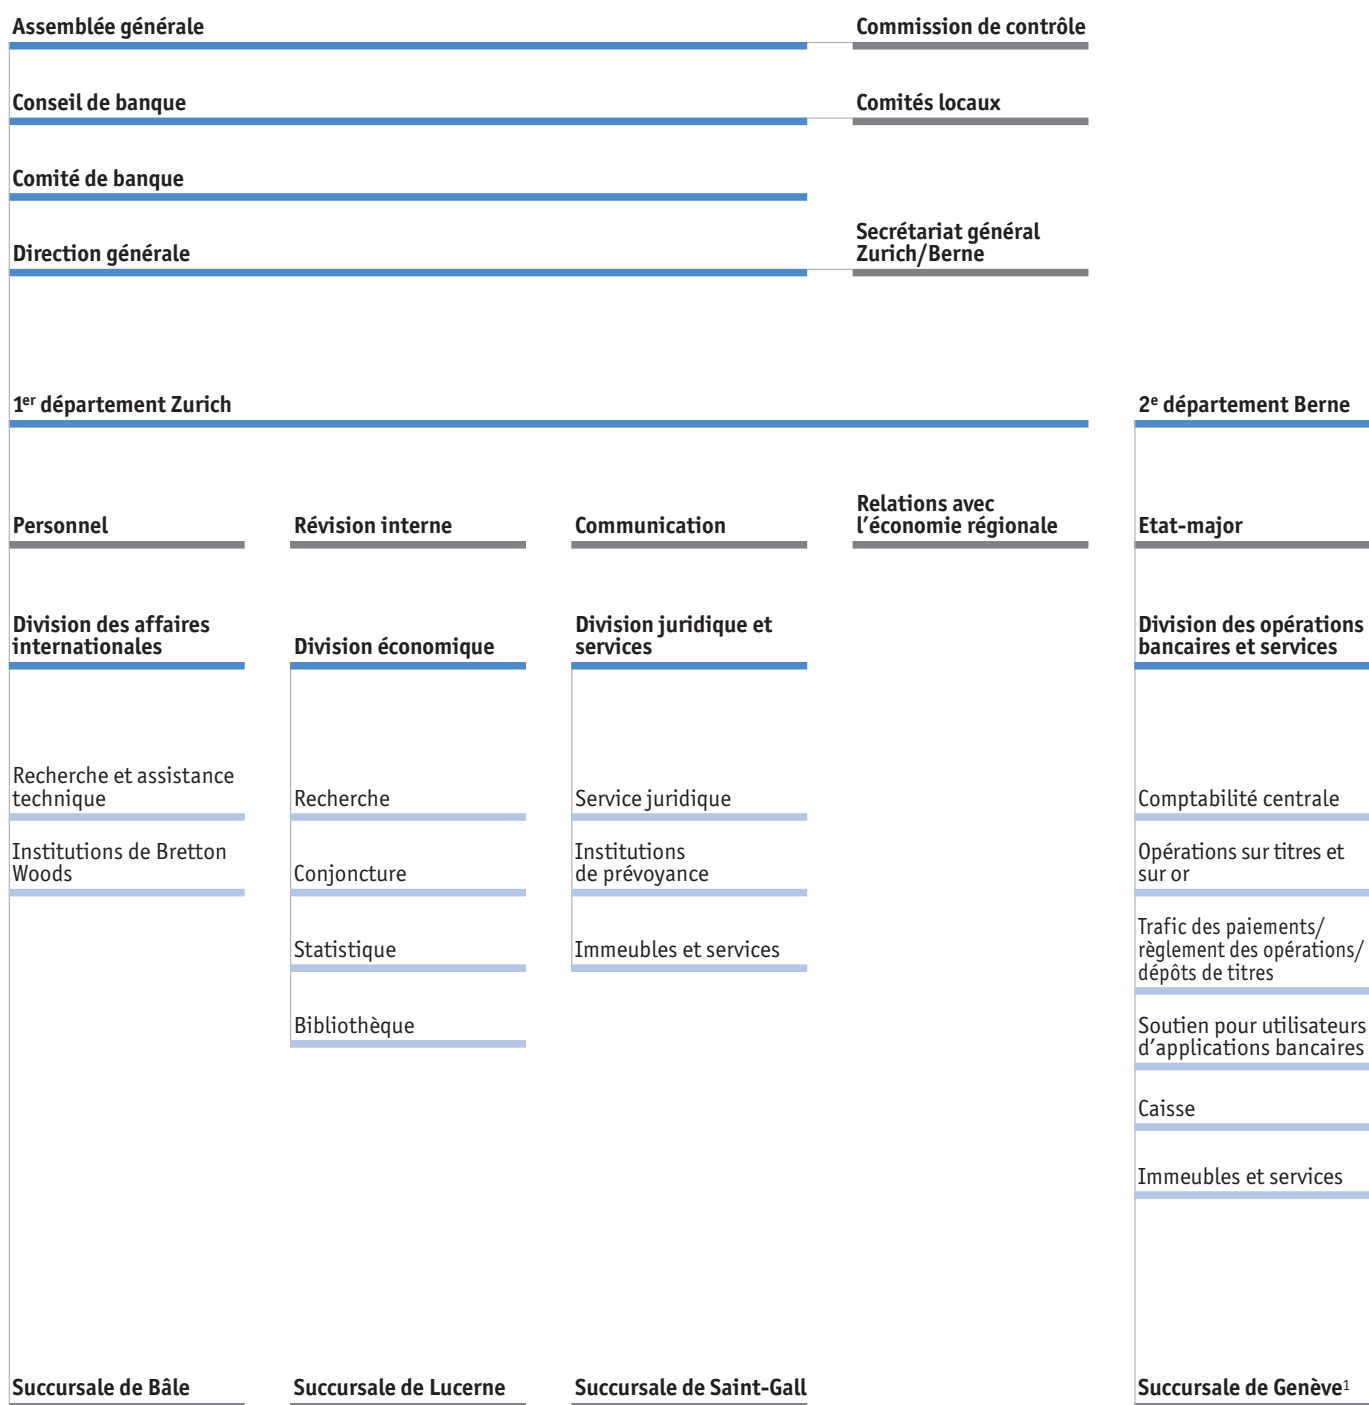 Assemblée générale
Commission de contrôle
Conseil de banque
Comités locaux
Comité de banque
Direction générale
Secrétariat général
Zurich/Berne
1er département Zurich
2e département Berne
Personnel
Révision interne
Communication
Relations avec
l’économie régionale
Etat-major
Division des affaires
internationales
Division économique
Division juridique et
services
Division des opérations
bancaires et services
Recherche et assistance
technique
Recherche
Service juridique
Comptabilité centrale
Institutions de Bretton
Woods
Conjoncture
Institutions
de prévoyance
Opérations sur titres et
sur or
Statistique
Immeubles et services
Trafic des paiements/
règlement des opérations/
dépôts de titres
Bibliothèque
Soutien pour utilisateurs
d’applications bancaires
Caisse
Immeubles et services
Succursale de Bâle
Succursale de Lucerne
Succursale de Saint-Gall
Succursale de Genève1